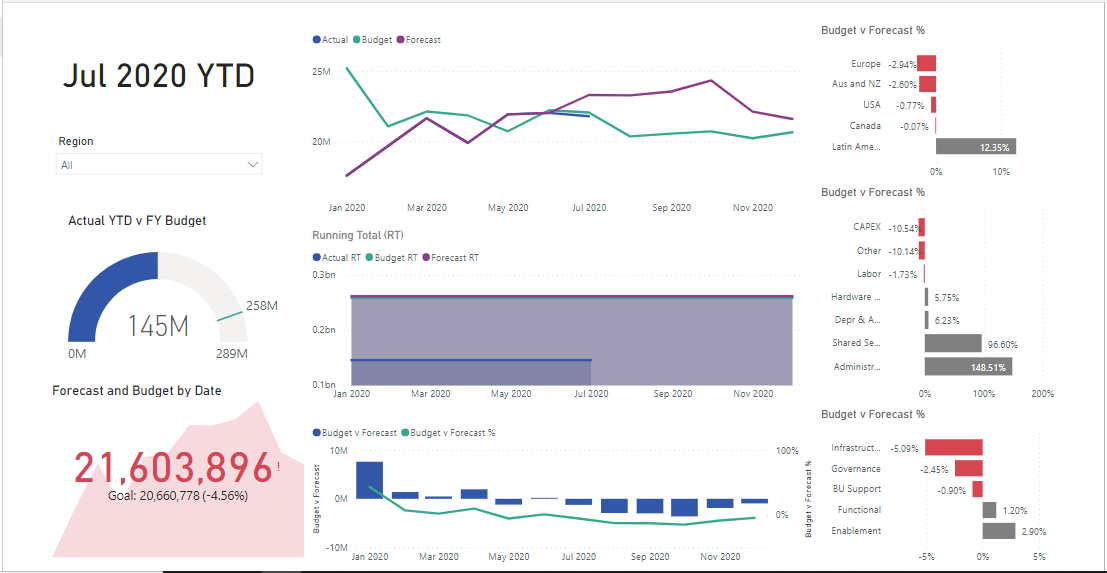 Jul 2020 YTD
Region
All
Actual YTD v FY Budget
145M
258M
0M
289M
Forecast and Budget by Date
21,603,896!
Goal: 20,660,778 (-4.56%)
Actual Budget Forecast
25M
20M
Jan 2020 Mar 2020 May 2020 Jul 2020 Sep 2020 Nov 2020
Running Total (RT)
Actual RT Budget RT Forecast RT
0.3bn
0.2bn
0.1bn
Jan 2020 Mar 2020 May 2020 Jul 2020 Sep 2020 Nov 2020
Budget v Forecast Budget v Forecast %
Budget v Forecast
10M
0M
-10M
100%
0%
Budget v Forecast %
Jan 2020 Mar 2020 May 2020 Jul 2020 Sep 2020 Nov 2020
Budget v Forecast %
Europe -2.94%
Aus and NZ -2.60%
USA -0.77%
Canada -0.07%
Latin Ame... 12.35%
0% 10%
Budget v Forecast %
CAPEX -10.54%
Other -10.14%
Labor -1.73%
Hardware ... 5.75%
Depr & A... 6.23%
Shared Se... 96.60%
Administr... 148.51%
0% 100% 200%
Budget v Forecast %
Infrastruct... -5.09%
Governance -2.45%
BU Support -0.90%
Functional 1.20%
Enablement 2.90%
-5% 0% 5%